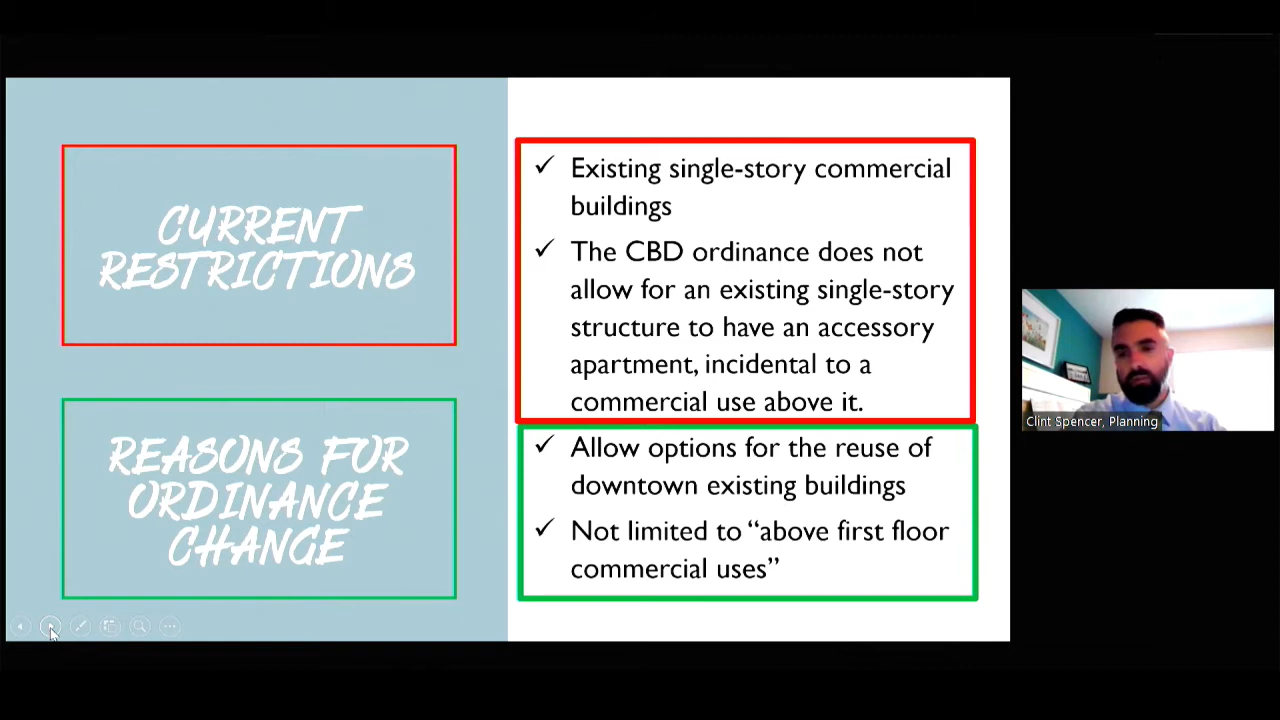 CURRENT
RESTRICTIONS
✓ Existing single-story commercial
buildings
✓ The CBD ordinance does not
allow for an existing single-story
structure to have an accessory
apartment, incidental to a
commercial use above it.
REASONS FOR
ORDINANCE
CHANGE
✓ Allow options for the reuse of
downtown existing buildings
✓ Not limited to “above first floor
commercial uses”
Clint Spencer, Planning